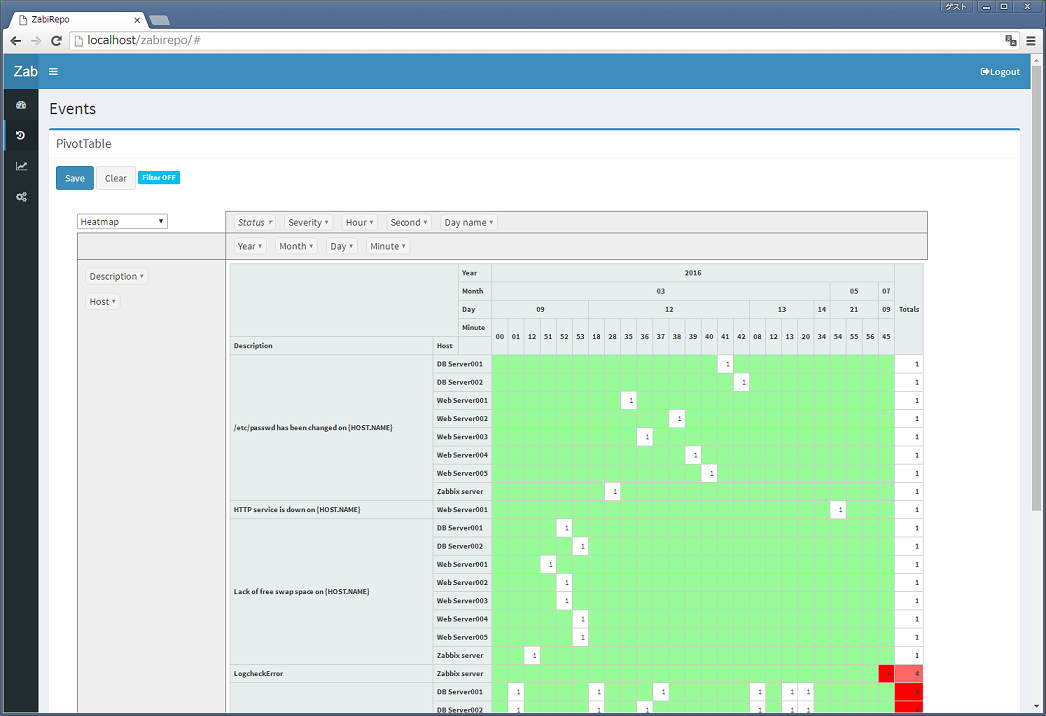 ゲスト
ZabiRepo
localhost/zabirepo/#
Zab
Logout
Events
PivotTable
Save Clear Filter OFF
Heatmap
Status Severity Hour Second Day name
Year Month Day Minute
Description
Host
Year 2016
Month 03 05 07 Totals
Day 09 12 13 14 21 09
Minute
00 01 12 51 52 53 18 28 35 36 37 38 39 40 41 42 08 12 13 20 34 54 55 56 45
Description Host
/etc/passwd has been changed on {HOST.NAME}
DB Server001 1 1
DB Server002 1 1
Web Server001 1 1
Web Server002 1 1
Web Server003 1 1
Web Server004 1 1
Web Server005 1 1
Zabbix server 1 1
HTTP service is down on {HOST.NAME} Web Server001 1 1
Lack of free swap space on {HOST.NAME}
DB Server001 1 1
DB Server002 1 1
Web Server001 1 1
Web Server002 1 1
Web Server003 1 1
Web Server004 1 1
Web Server005 1 1
Zabbix server 1 1
LogcheckError Zabbix server 4
DB Server001 1 1 1 1 1 1
DB Server002 1 1 1 1 1 1